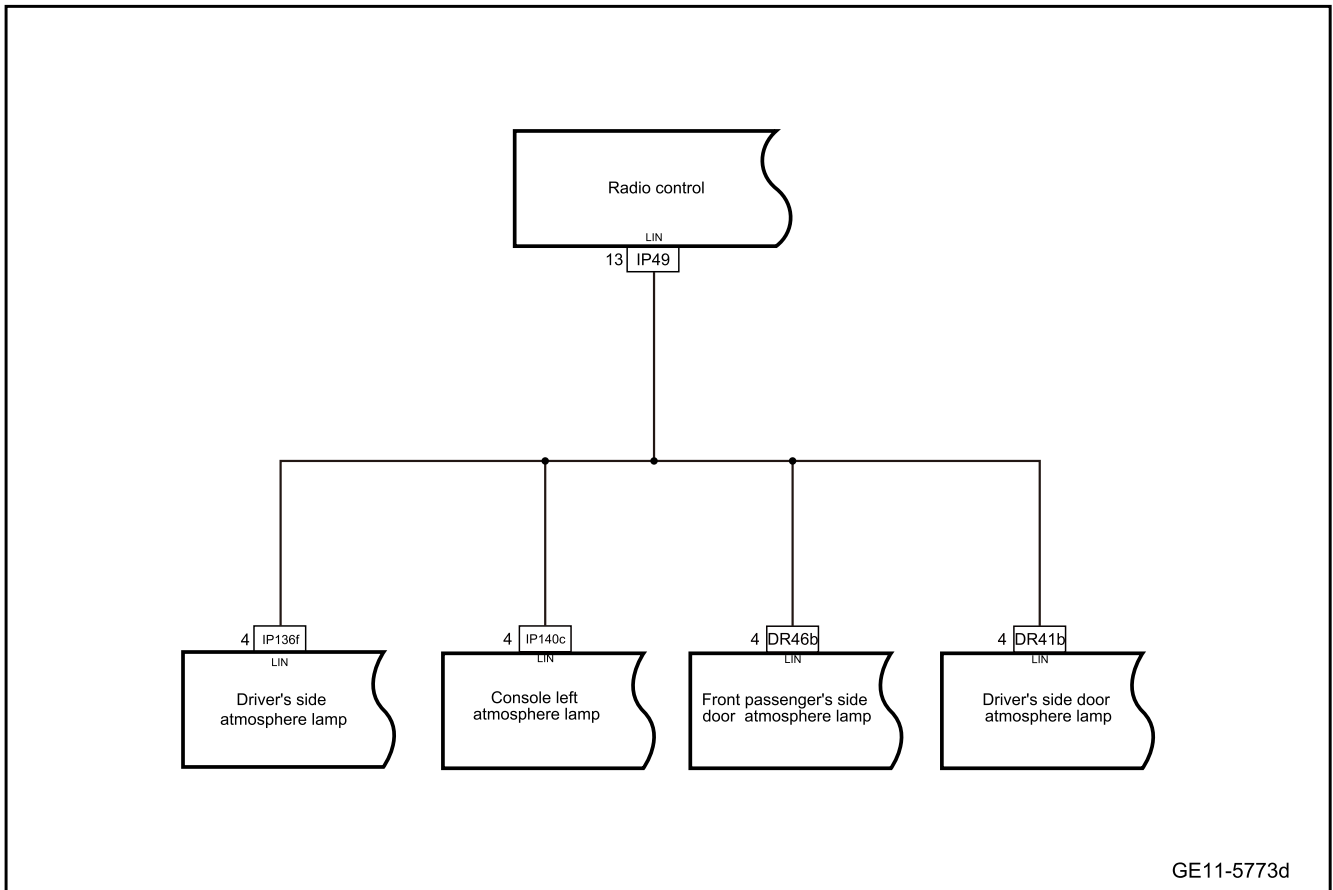 Radio control
LIN
13 IP49
4 IP136f
LIN
Driver's side
atmosphere lamp
4 IP140c
LIN
Console left
atmosphere lamp
4 DR46b
LIN
Front passenger's side
door atmosphere lamp
4 DR41b
LIN
Driver's side door
atmosphere lamp
GE11-5773d